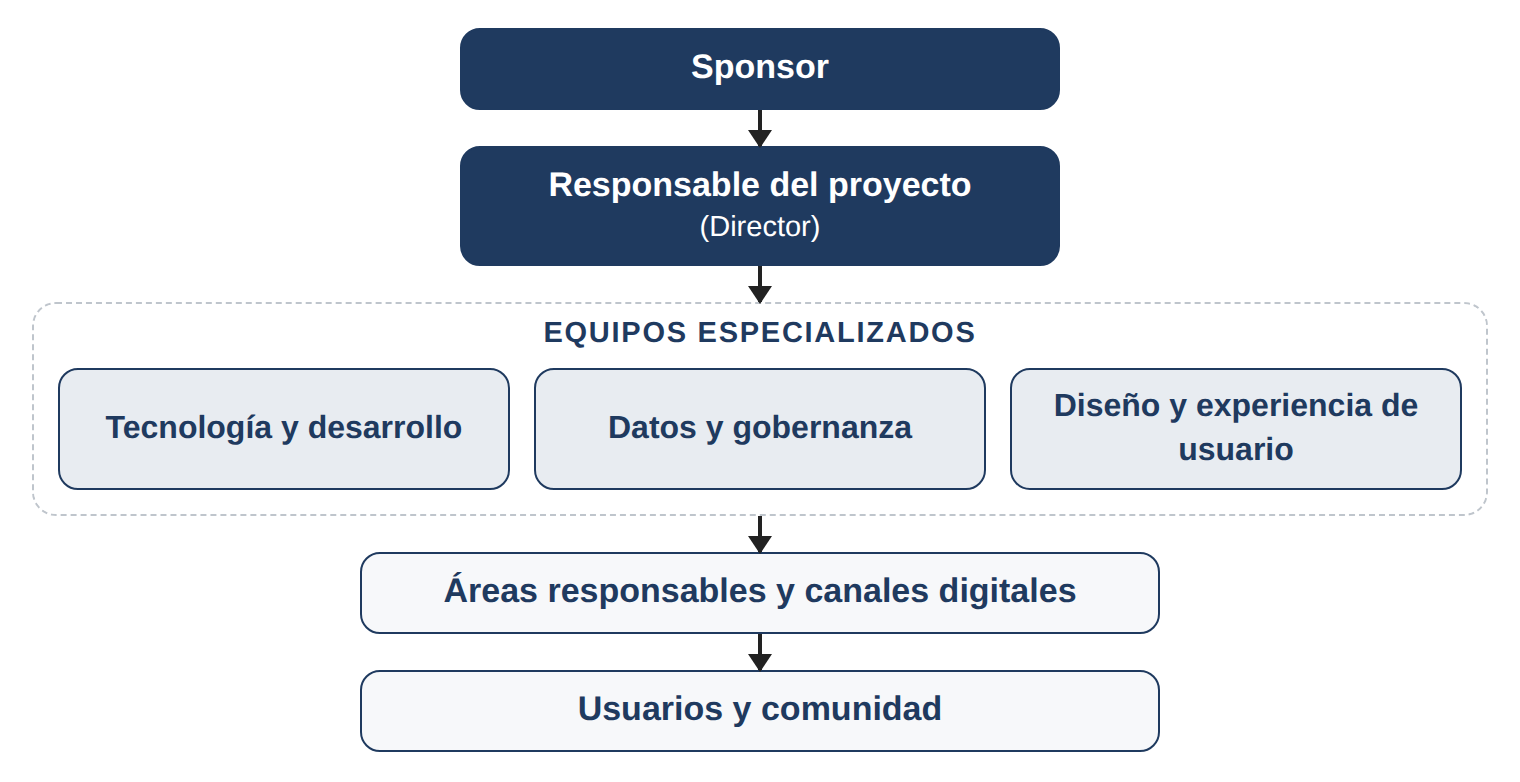 Sponsor
Responsable del proyecto
(Director)
EQUIPOS ESPECIALIZADOS
Tecnología y desarrollo
Datos y gobernanza
Diseño y experiencia de
usuario
Áreas responsables y canales digitales
Usuarios y comunidad